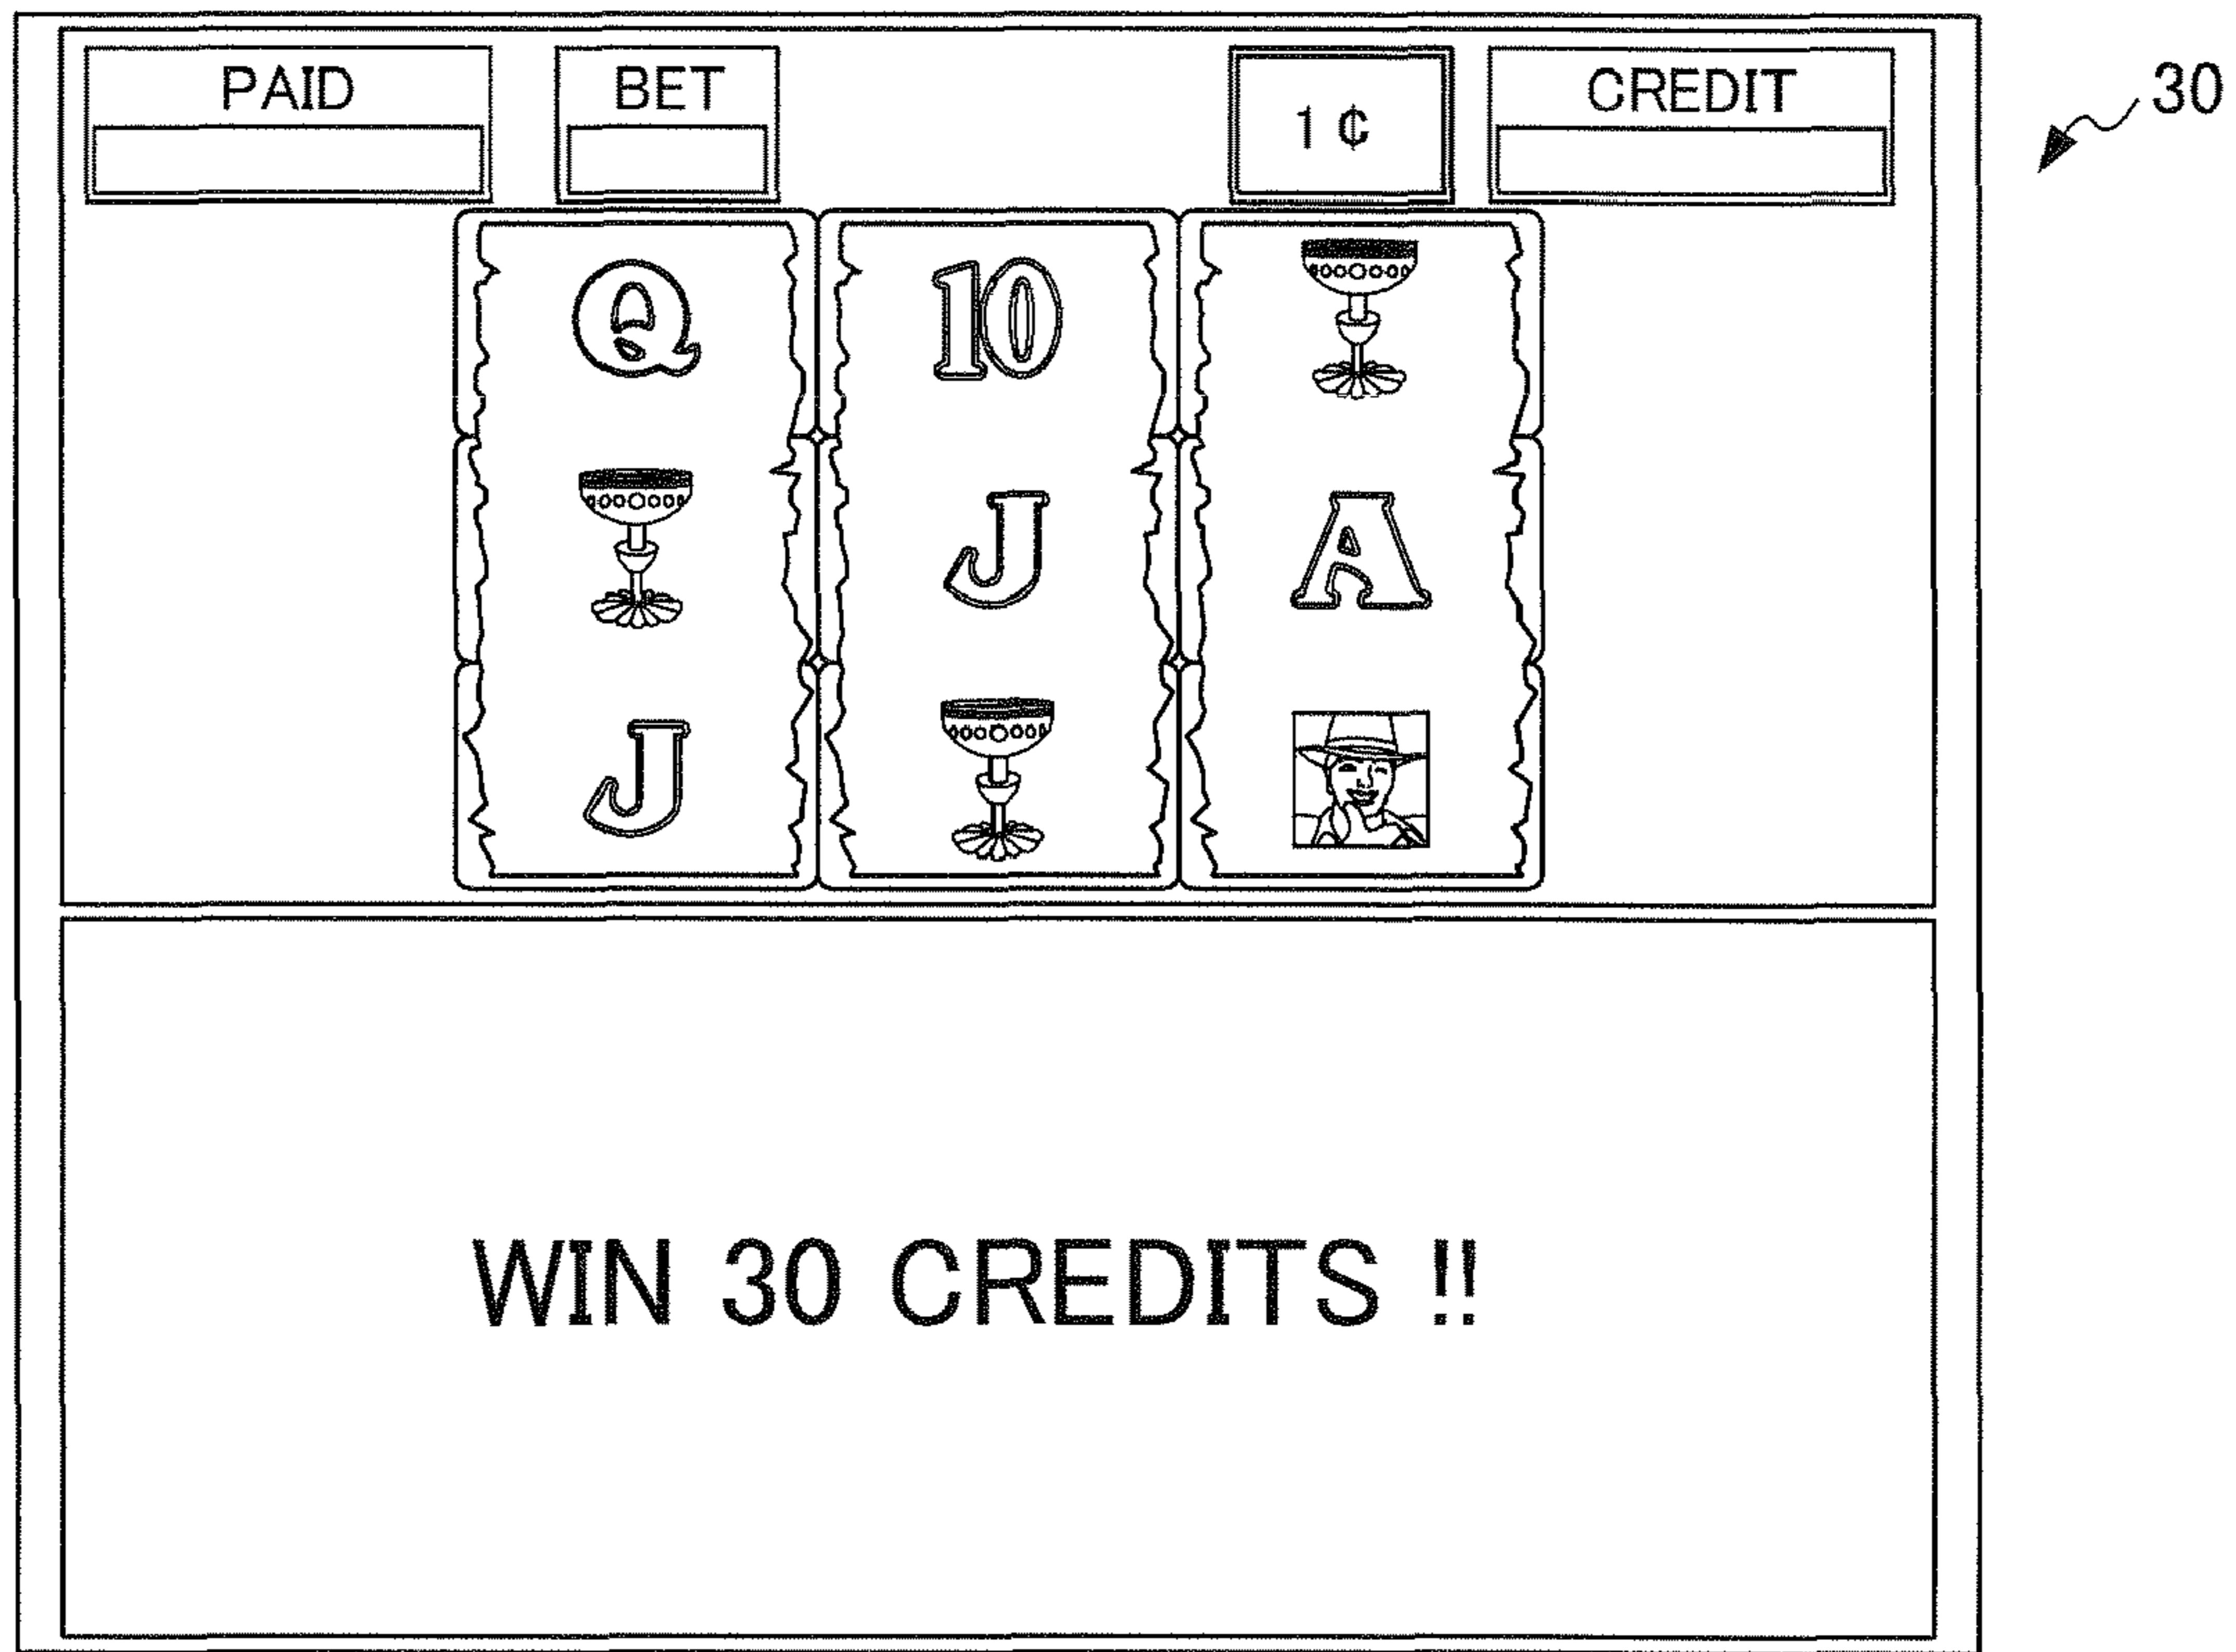 PAID BET 1¢ CREDIT
30
Q 10
J A
J
WIN 30 CREDITS !!